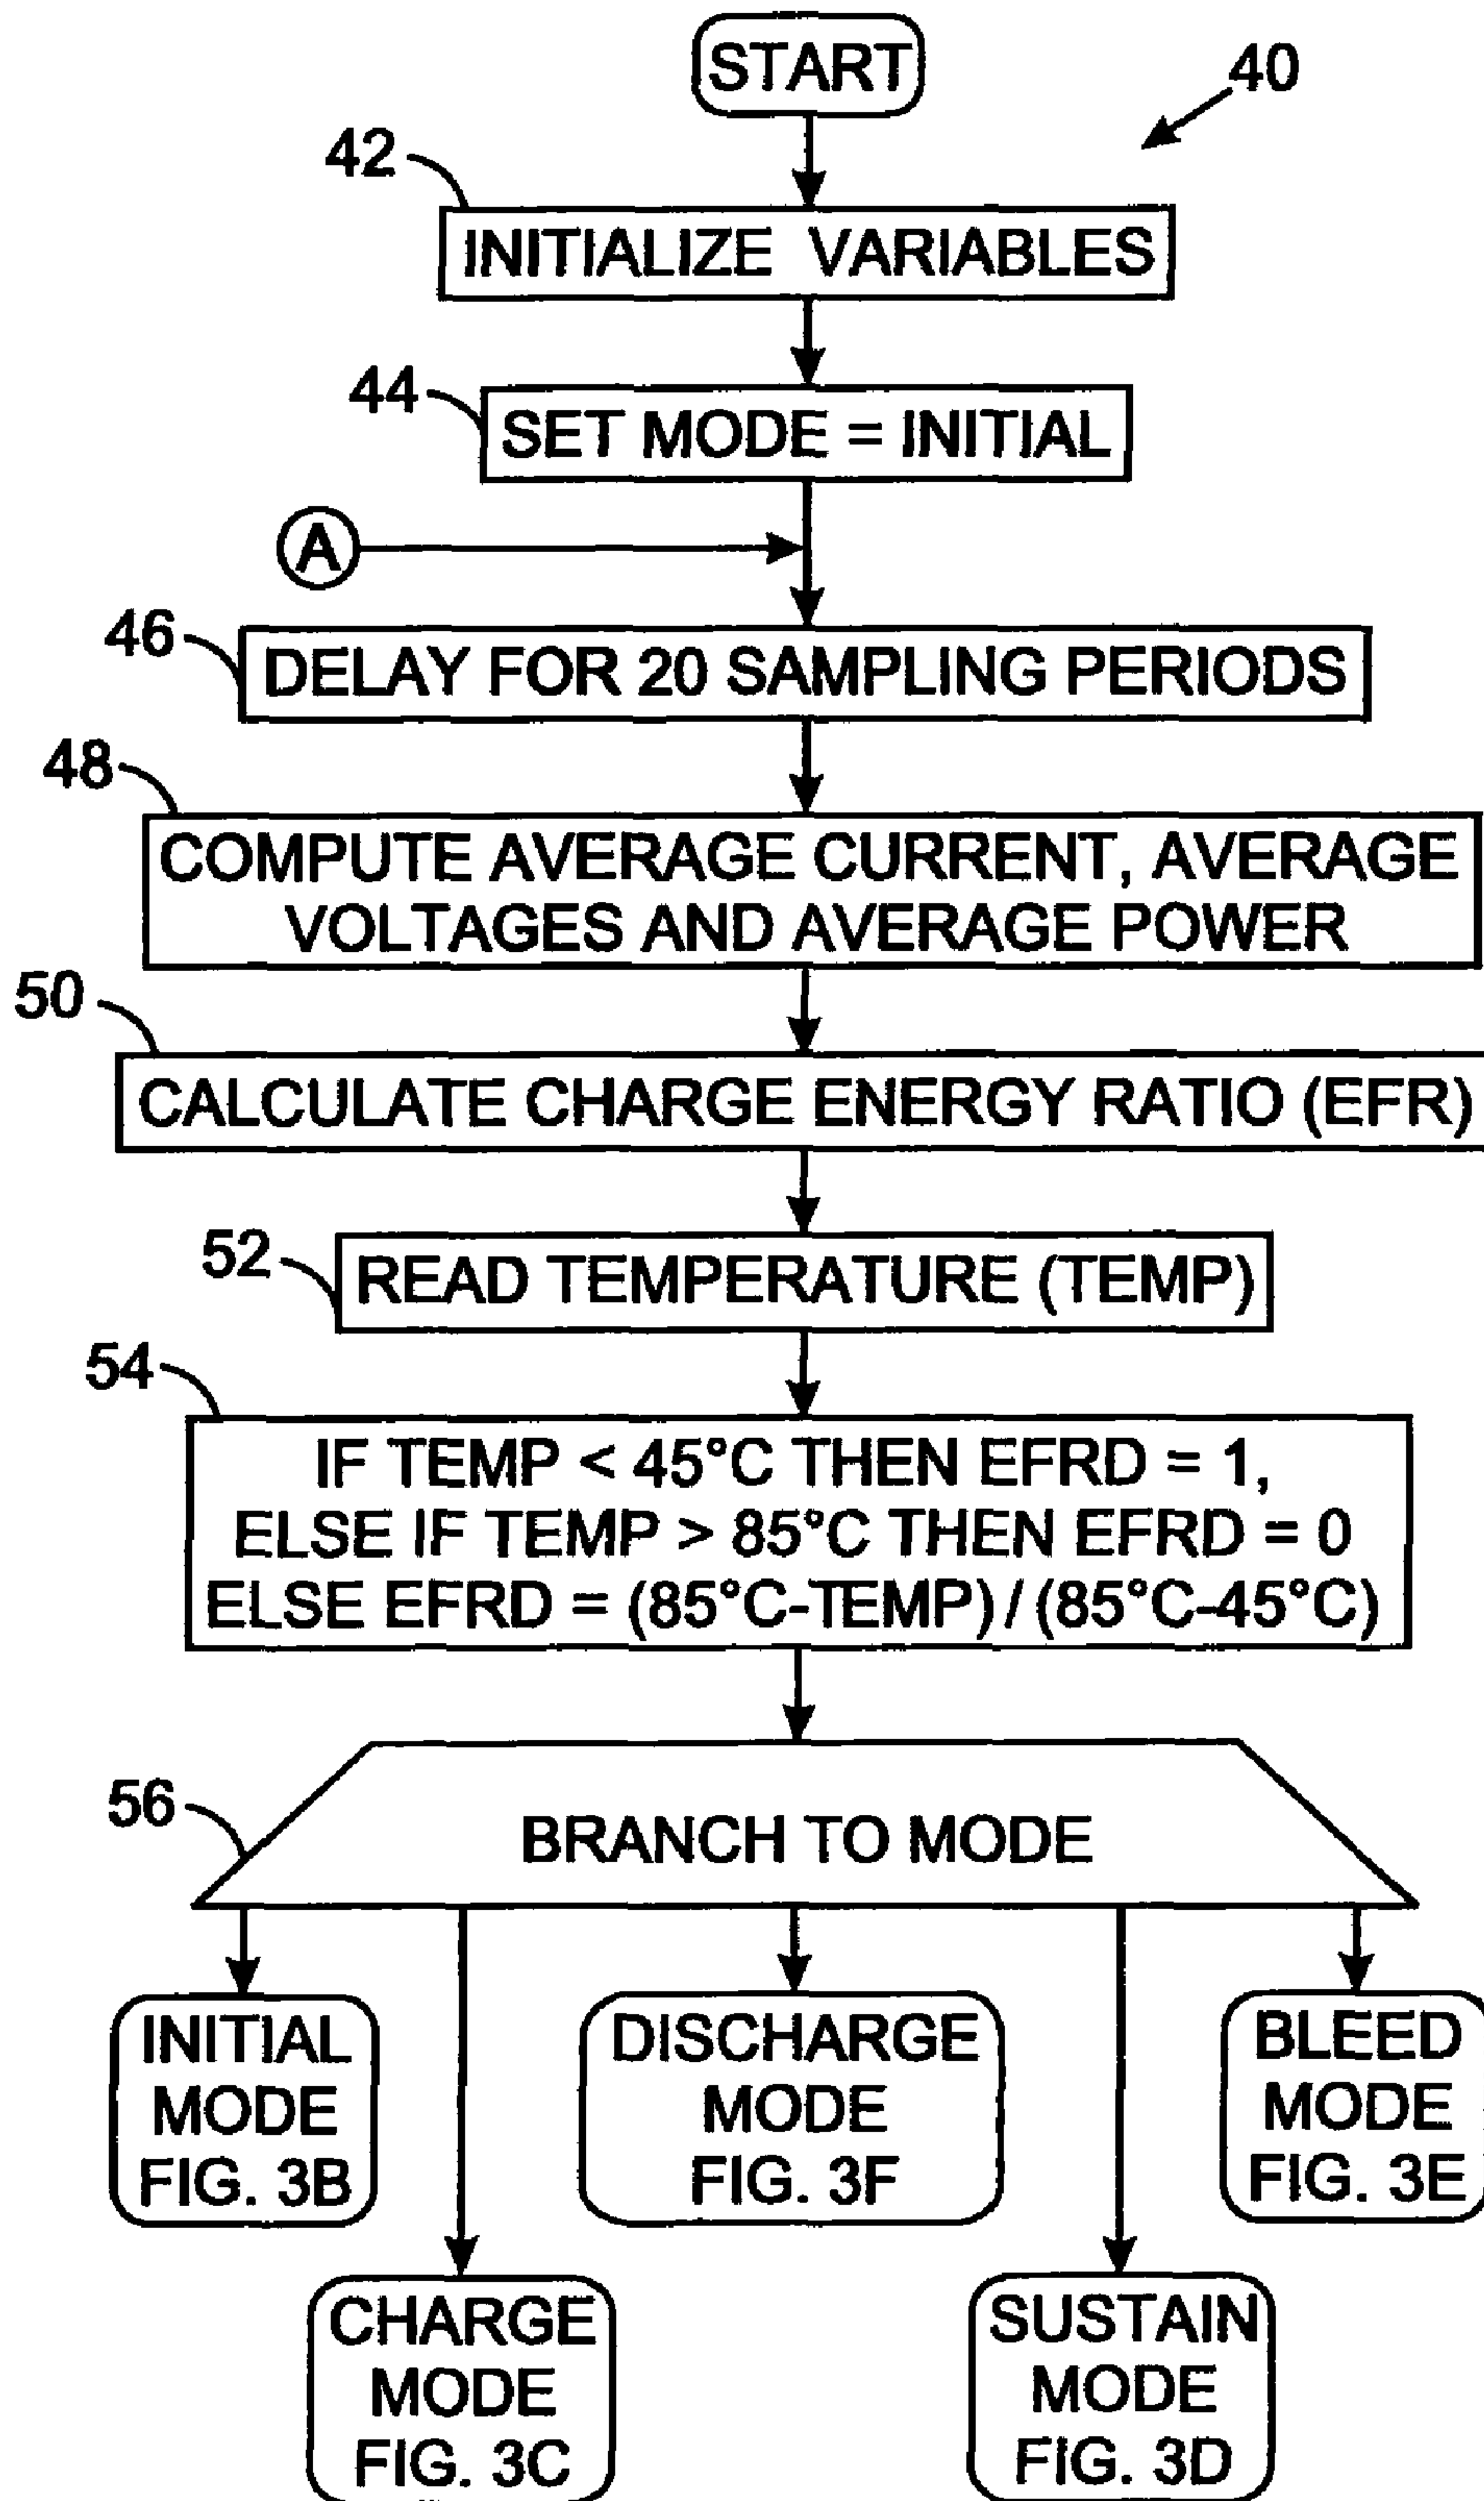 START
40
42
INITIALIZE VARIABLES
44
SET MODE = INITIAL
A
46
DELAY FOR 20 SAMPLING PERIODS
48
COMPUTE AVERAGE CURRENT, AVERAGE
VOLTAGES AND AVERAGE POWER
50
CALCULATE CHARGE ENERGY RATIO (EFR)
52
READ TEMPERATURE (TEMP)
54
IF TEMP < 45°C THEN EFRD = 1,
ELSE IF TEMP > 85°C THEN EFRD = 0
ELSE EFRD = (85°C-TEMP) / (85°C-45°C)
56
BRANCH TO MODE
INITIAL
MODE
FIG. 3B
DISCHARGE
MODE
FIG. 3F
BLEED
MODE
FIG. 3E
CHARGE
MODE
FIG. 3C
SUSTAIN
MODE
FIG. 3D